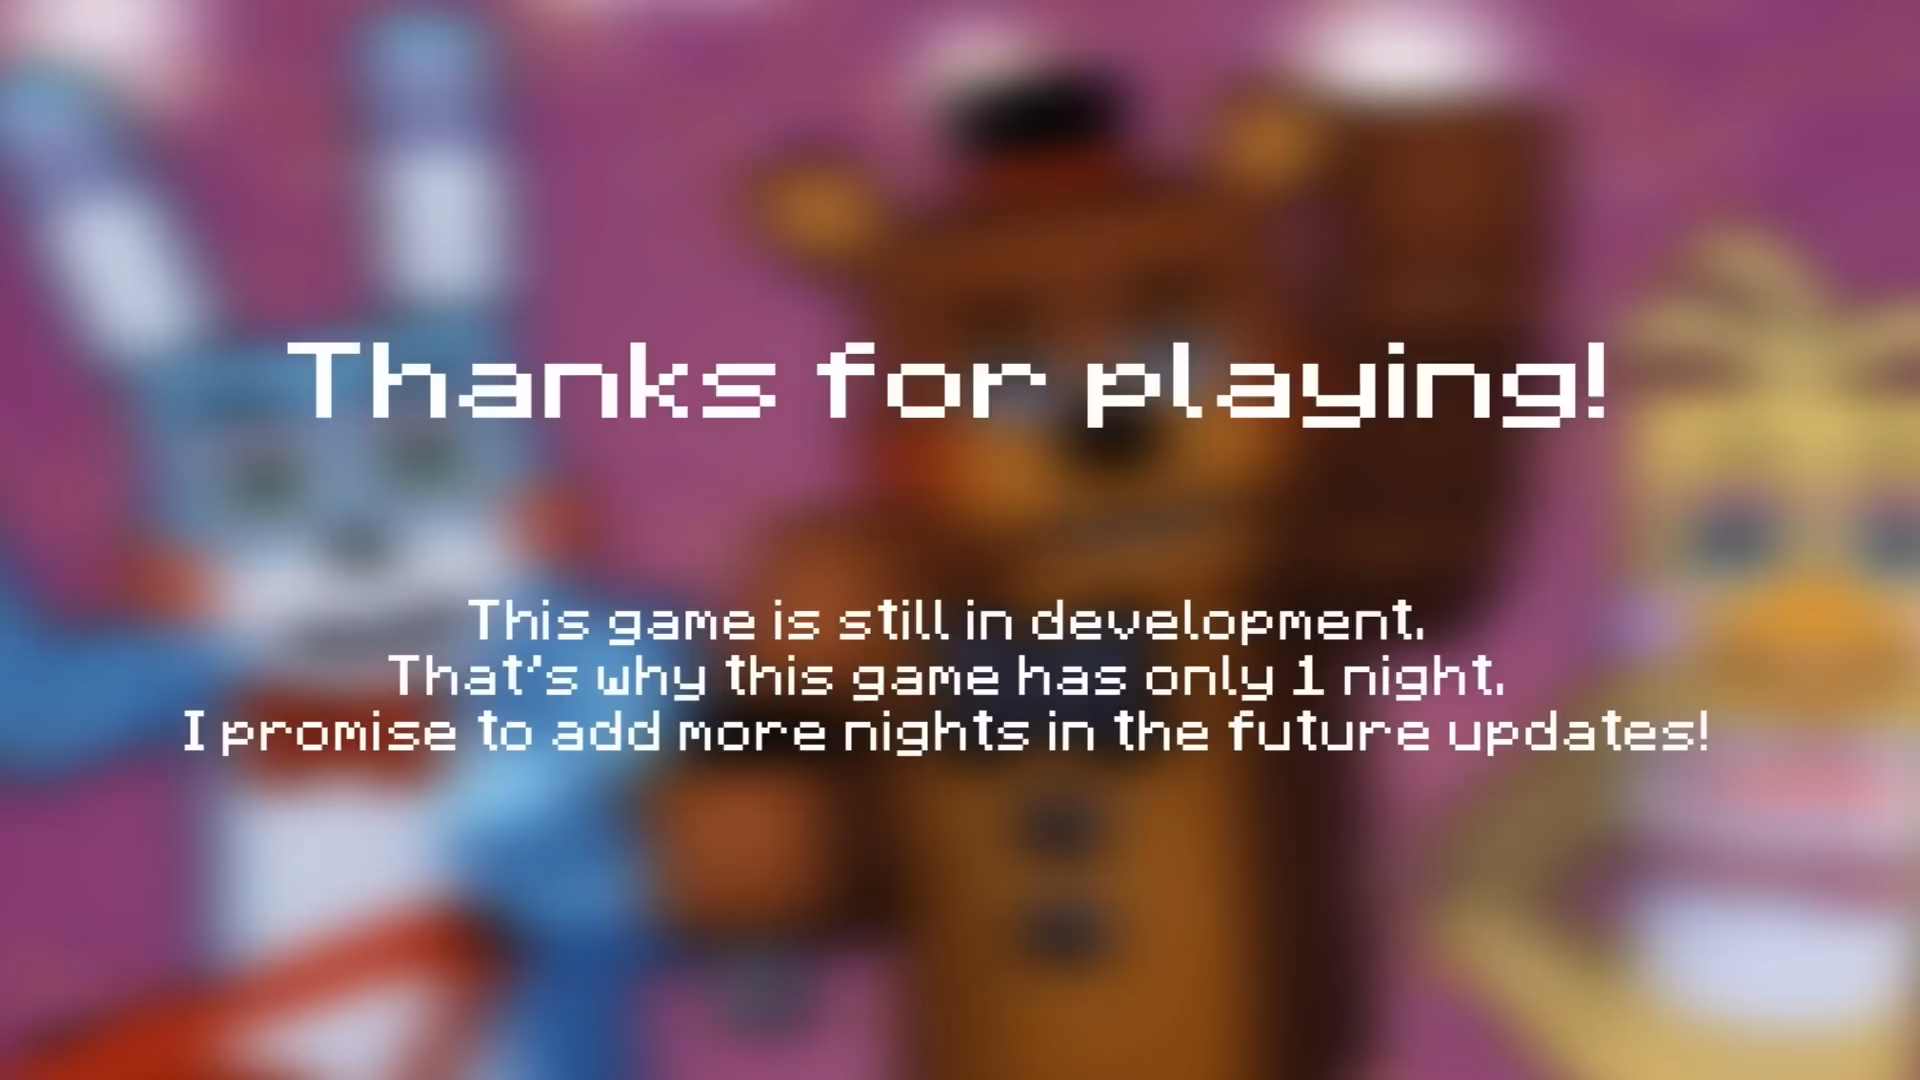 Thanks for playing!
This game is still in development.
That's why this game has only 1 night.
I promise to add more nights in the future updates!